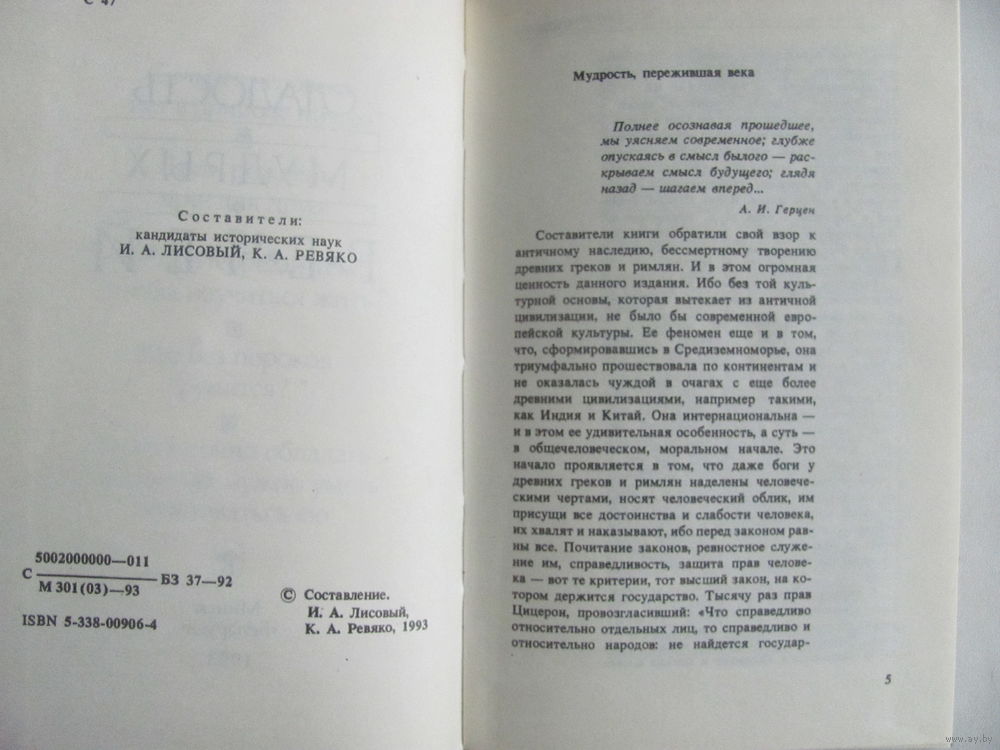 С 47
Составители:
кандидаты исторических наук
И. А. ЛИСОВЫЙ, К. А. РЕВЯКО
5002000000—011
С
БЗ 37—92
М 301(03)—93
ISBN 5-338-00906-4
© Составление.
И. А. Лисовый,
К. А. Ревяко, 1993
Мудрость, пережившая века
Полнее осознавая прошедшее,
мы уясняем современное; глубже
опускаясь в смысл былого — рас-
крываем смысл будущего; глядя
назад — шагаем вперед...
А. И. Герцен
Составители книги обратили свой взор к
античному наследию, бессмертному творению
древних греков и римлян. И в этом огромная
ценность данного издания. Ибо без той куль-
турной основы, которая вытекает из античной
цивилизации, не было бы современной евро-
пейской культуры. Ее феномен еще и в том,
что, сформировавшись в Средиземноморье, она
триумфально прошествовала по континентам и
не оказалась чуждой в очагах с еще более
древними цивилизациями, например такими,
как Индия и Китай. Она интернациональна —
и в этом ее удивительная особенность, а суть —
в общечеловеческом, моральном начале. Это
начало проявляется в том, что даже боги у
древних греков и римлян наделены человече-
скими чертами, носят человеческий облик, им
присущи все достоинства и слабости человека,
их хвалят и наказывают, ибо перед законом рав-
ны все. Почитание законов, ревностное служе-
ние им, справедливость, защита прав челове-
ка — вот те критерии, тот высший закон, на ко-
тором держится государство. Тысячу раз прав
Цицерон, провозгласивший: «Что справедливо
относительно отдельных лиц, то справедливо и
относительно народов: не найдется государ-
5
www.ay.by